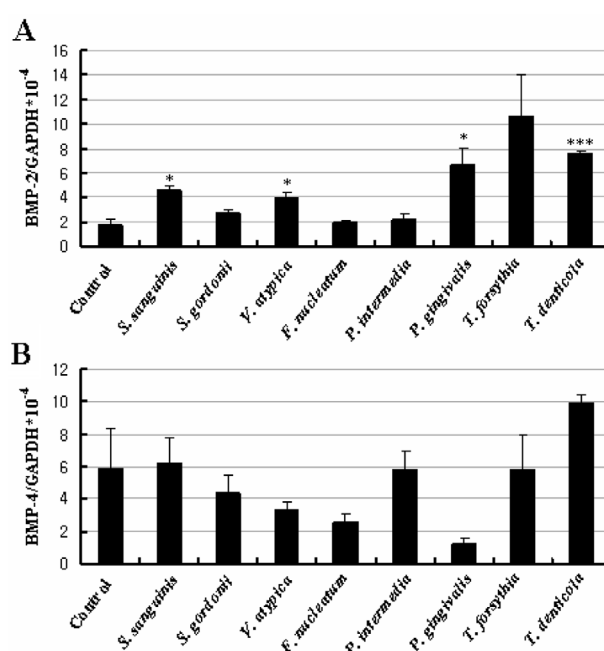 A
BMP-2/GAPDH*10-4
16
14
12
10
8
6
4
2
0
*
*
*
***
Control
S. sanguinis
S. gordonii
V. atypica
F. nucleatum
P. intermedia
P. gingivalis
T. forsythia
T. denticola
B
BMP-4/GAPDH*10-4
12
10
8
6
4
2
0
Control
S. sanguinis
S. gordonii
V. atypica
F. nucleatum
P. intermedia
P. gingivalis
T. forsythia
T. denticola